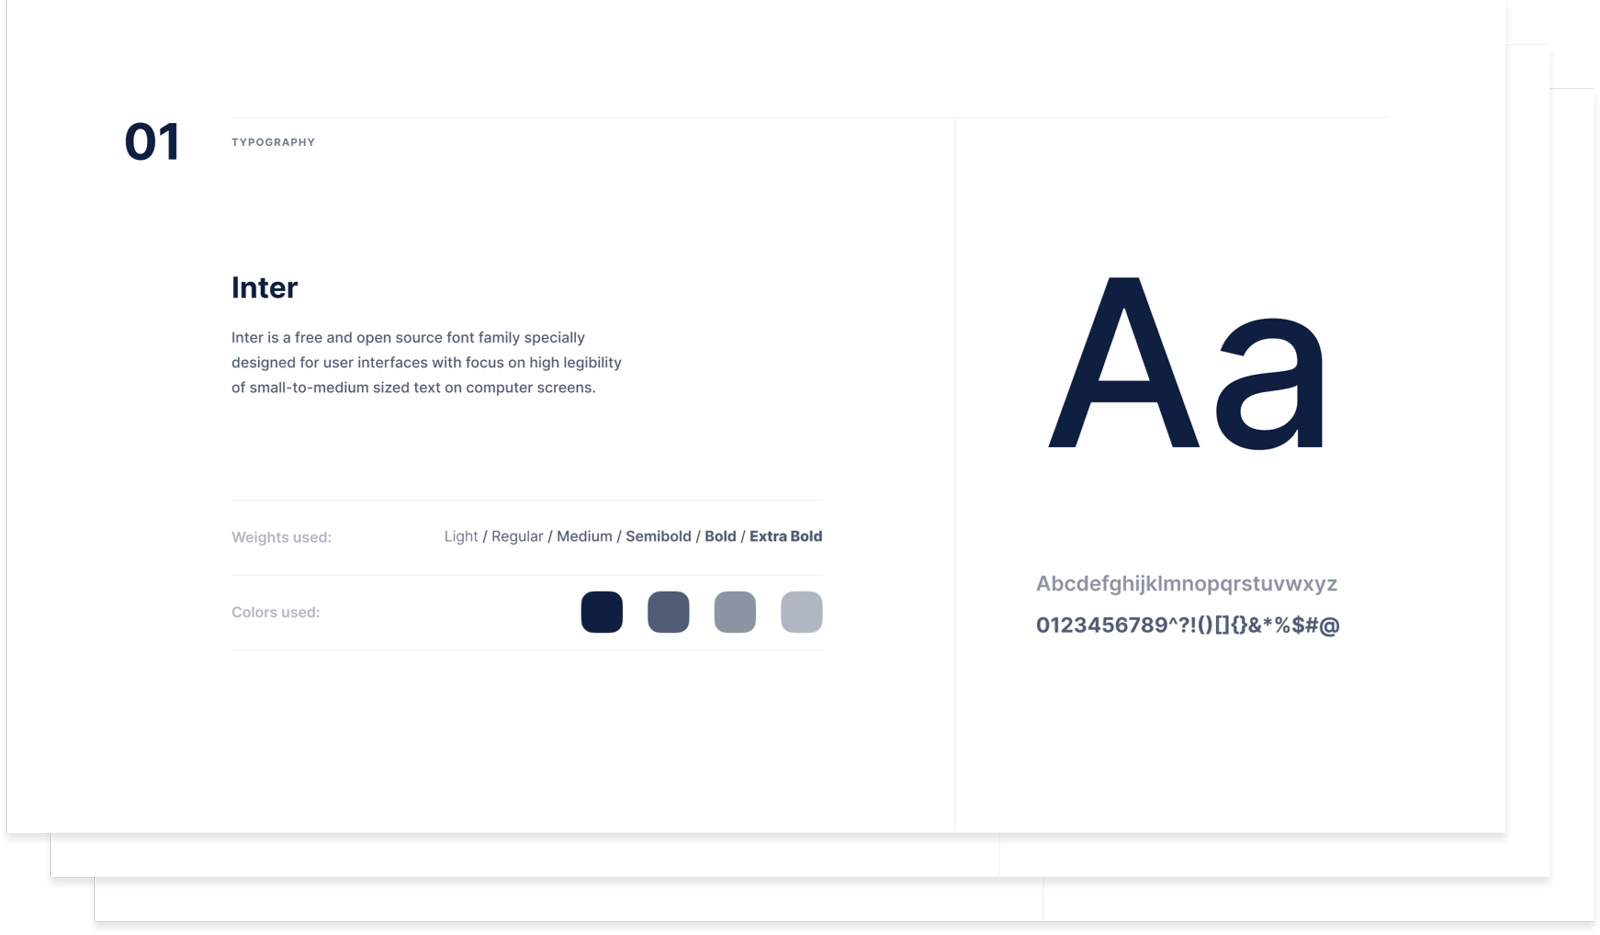 01
TYPOGRAPHY
Inter
Inter is a free and open source font family specially
designed for user interfaces with focus on high legibility
of small-to-medium sized text on computer screens.
Weights used:
Light / Regular / Medium / Semibold / Bold / Extra Bold
Colors used:
Aa
Abcdefghijklmnopqrstuvwxyz
0123456789^?!()[]{}&*%$#@